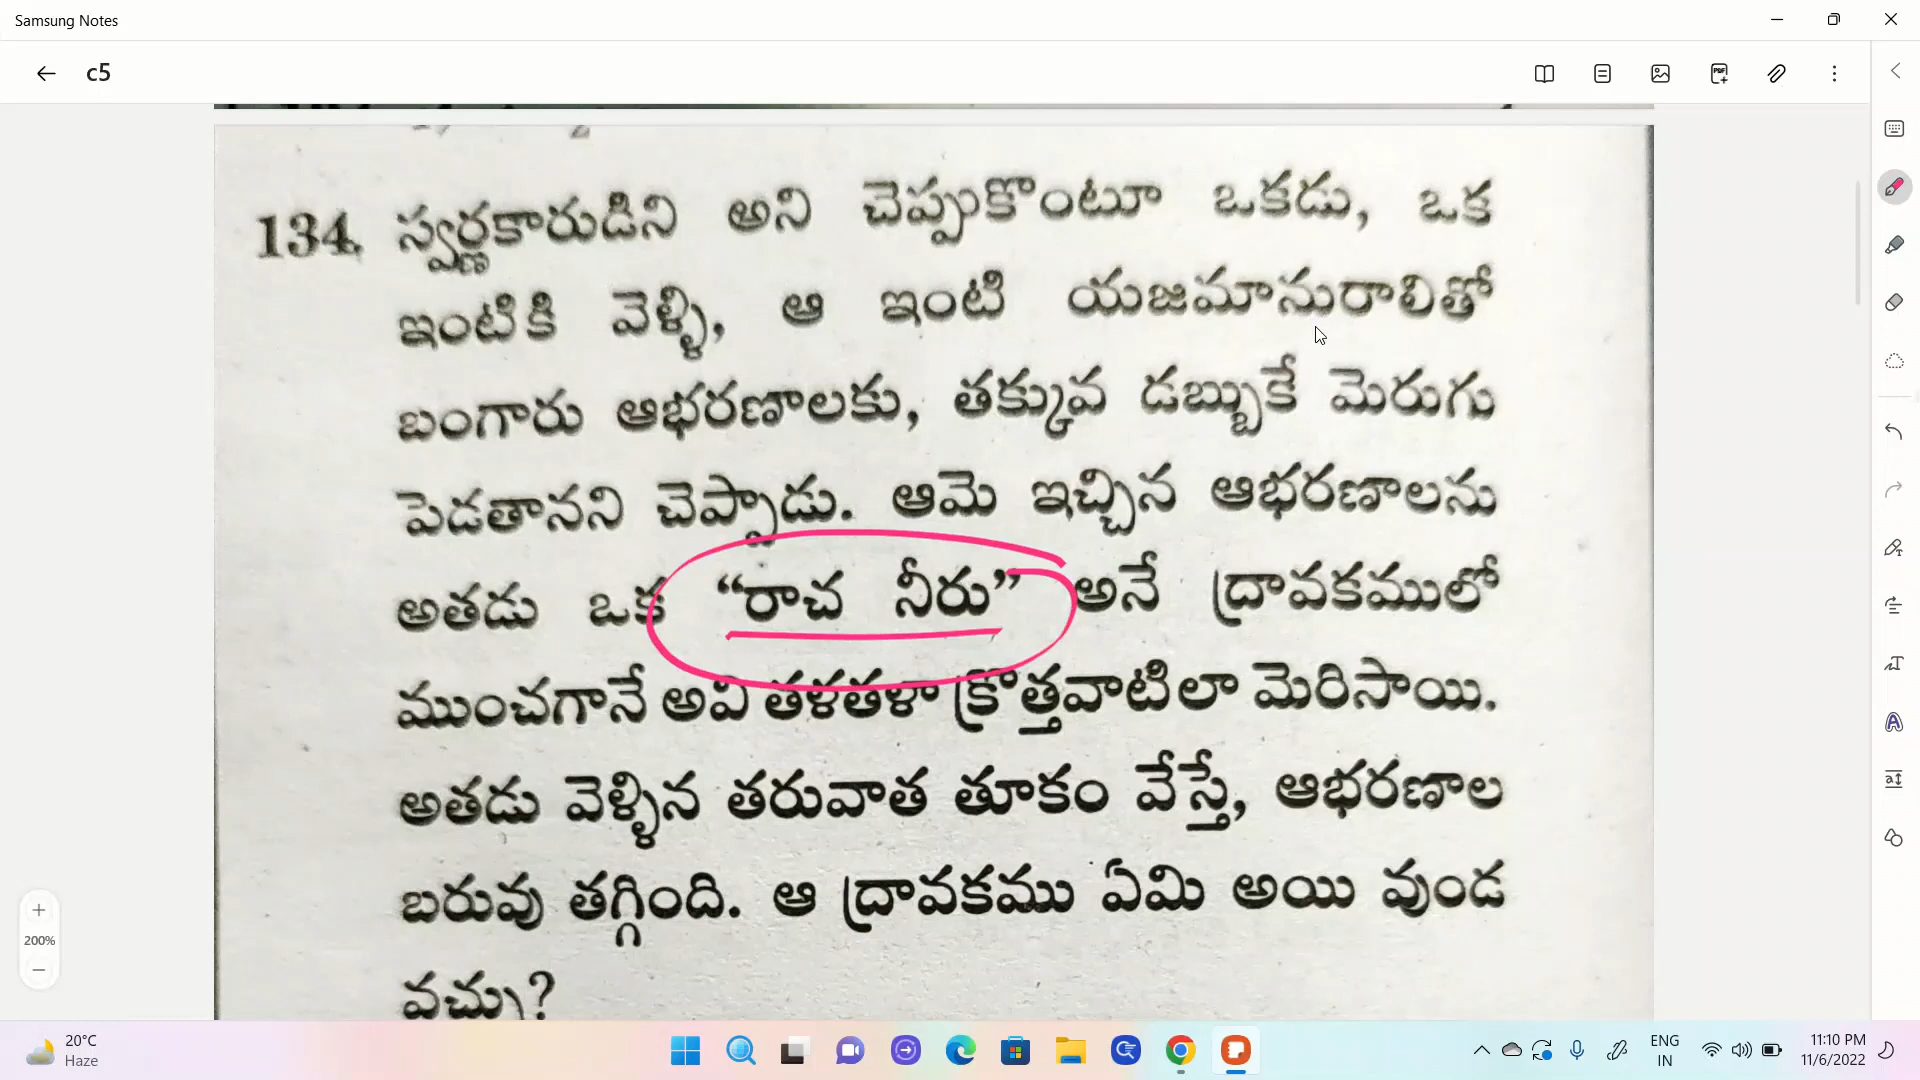 Samsung Notes
c5
134. స్వర్ణకారుడిని అని చెప్పుకొంటూ ఒకడు, ఒక
ఇంటికి వెళ్ళి, ఆ ఇంటి యజమానురాలితో
బంగారు ఆభరణాలకు, తక్కువ డబ్బుకే మెరుగు
పెడతానని చెప్పాడు. ఆమె ఇచ్చిన ఆభరణాలను
అతడు ఒక “రాచ నీరు” అనే ద్రావకములో
ముంచగానే అవి తళతళా క్రొత్తవాటిలా మెరిసాయి.
అతడు వెళ్ళిన తరువాత తూకం వేస్తే, ఆభరణాల
బరువు తగ్గింది. ఆ ద్రావకము ఏమి అయి వుండ
వచ్చు?
200%
20°C
Haze
ENG
IN
11:10 PM
11/6/2022